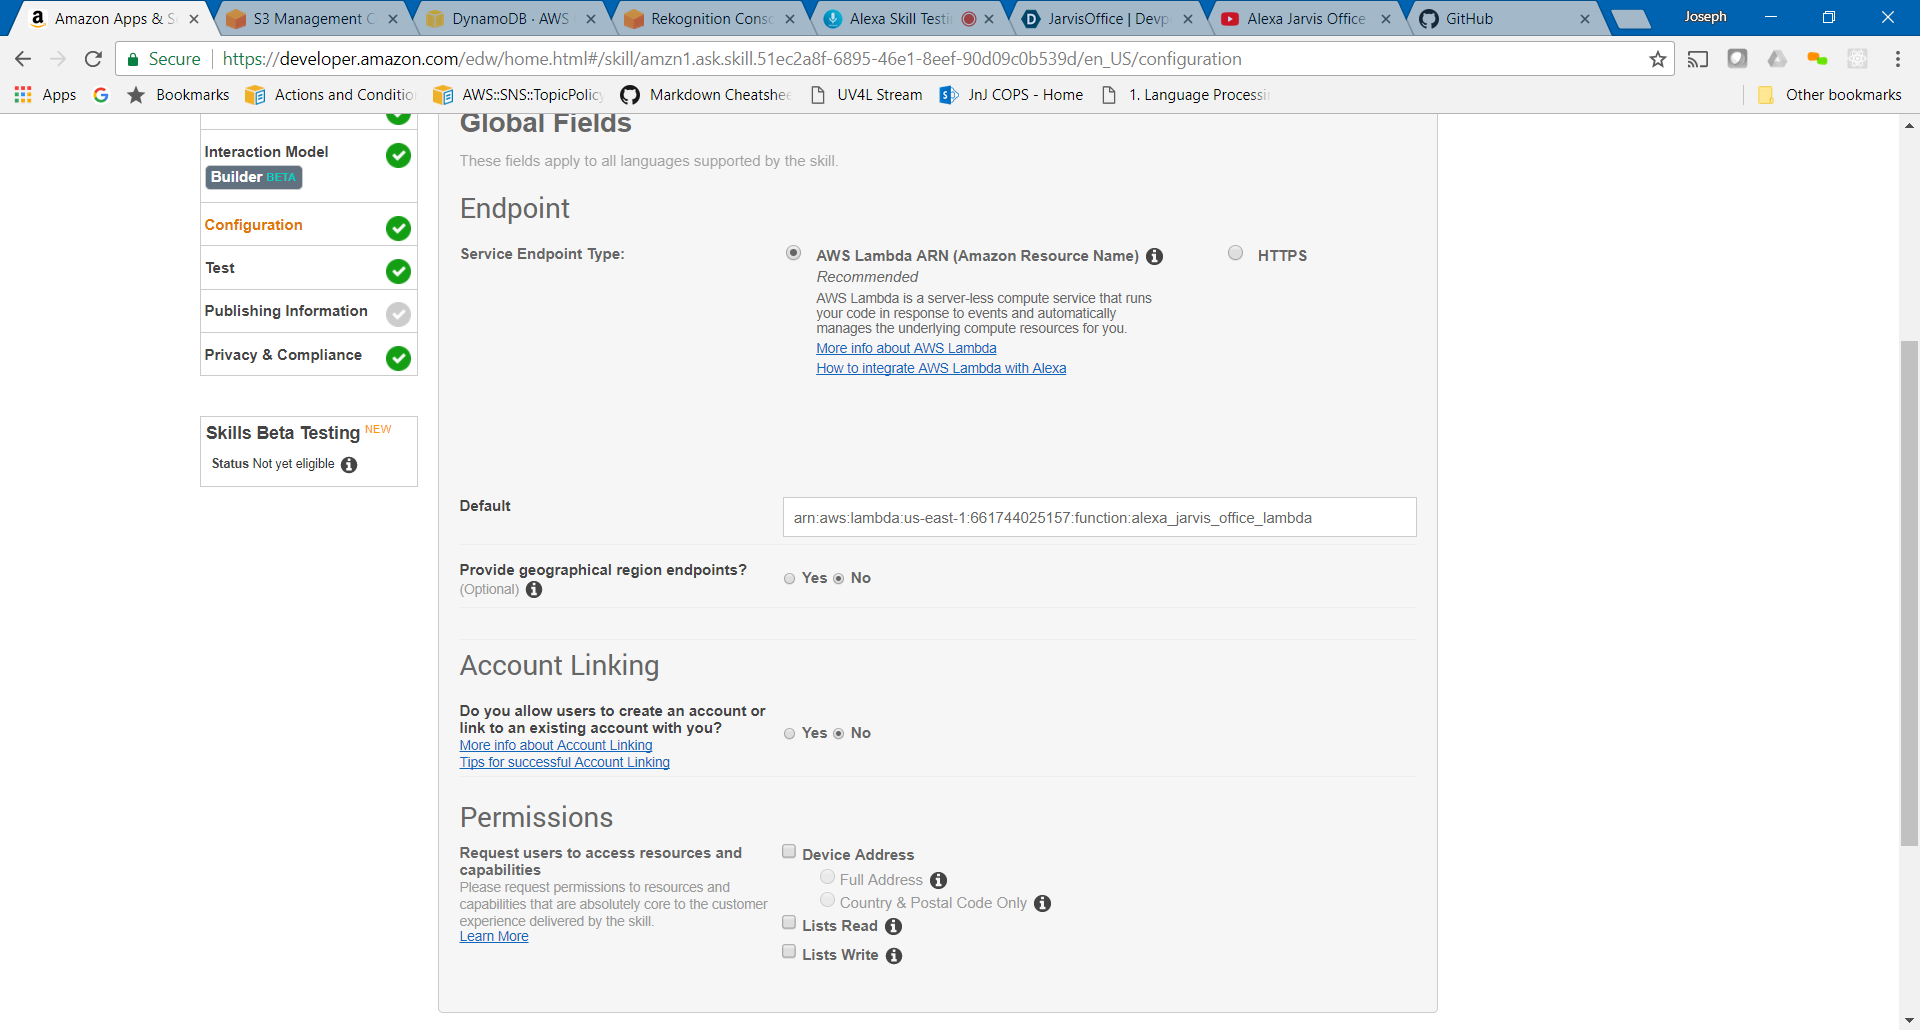 Amazon Apps & S
S3 Management C
DynamoDB · AWS
Rekognition Conso
Alexa Skill Testi
JarvisOffice | Devp
Alexa Jarvis Office
GitHub
Joseph
Secure
https://developer.amazon.com/edw/home.html#/skill/amzn1.ask.skill.51ec2a8f-6895-46e1-8eef-90d09c0b539d/en_US/configuration
Apps
Bookmarks
Actions and Conditio
AWS::SNS::TopicPolicy
Markdown Cheatshee
UV4L Stream
JnJ COPS - Home
1. Language Processi
Other bookmarks
Interaction Model
Builder BETA
Configuration
Test
Publishing Information
Privacy & Compliance
Skills Beta Testing NEW
Status Not yet eligible
Global Fields
These fields apply to all languages supported by the skill.
Endpoint
Service Endpoint Type:
AWS Lambda ARN (Amazon Resource Name)
HTTPS
Recommended
AWS Lambda is a server-less compute service that runs
your code in response to events and automatically
manages the underlying compute resources for you.
More info about AWS Lambda
How to integrate AWS Lambda with Alexa
Default
arn:aws:lambda:us-east-1:661744025157:function:alexa_jarvis_office_lambda
Provide geographical region endpoints?
(Optional)
Yes No
Account Linking
Do you allow users to create an account or
link to an existing account with you?
Yes No
More info about Account Linking
Tips for successful Account Linking
Permissions
Request users to access resources and
capabilities
Please request permissions to resources and
capabilities that are absolutely core to the customer
experience delivered by the skill.
Learn More
Device Address
Full Address
Country & Postal Code Only
Lists Read
Lists Write